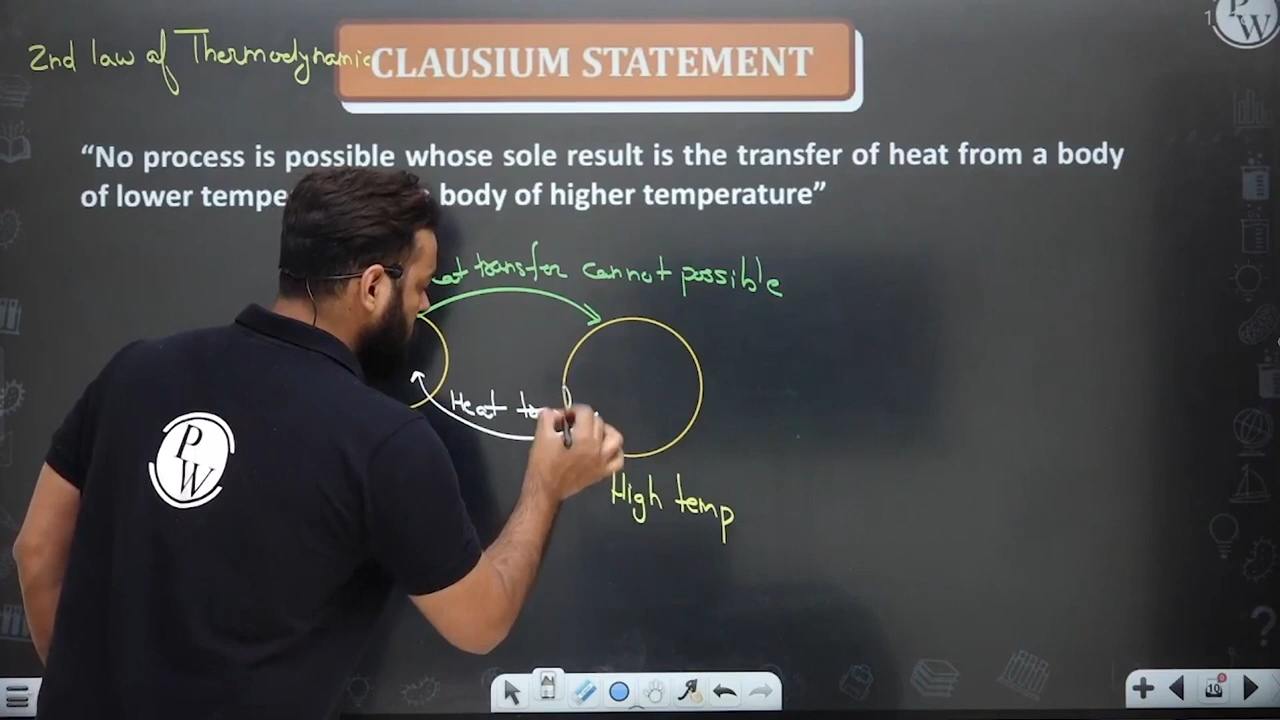 2nd law of Thermodynamic
CLAUSIUM STATEMENT
“No process is possible whose sole result is the transfer of heat from a body
of lower body of higher temperature”
transfer cannot possible
Heat
High temp
PW
PW
10